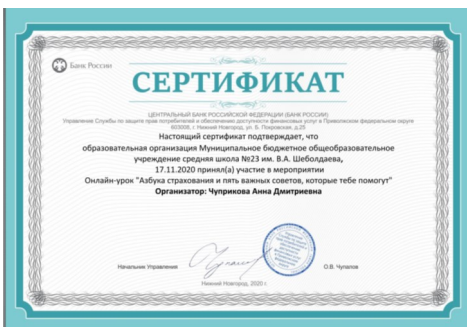 Банк России
СЕРТИФИКАТ
ЦЕНТРАЛЬНЫЙ БАНК РОССИЙСКОЙ ФЕДЕРАЦИИ (БАНК РОССИИ)
Управления Службы по защите прав потребителей и обеспечению доступности финансовых услуг в Приволжском федеральном округе
603008, г. Нижний Новгород, ул. Б. Покровская, д.25
Настоящий сертификат подтверждает, что
образовательная организация Муниципальное бюджетное общеобразовательное
учреждение средняя школа №23 им. В.А. Шеболдаева,
17.11.2020 принял(а) участие в мероприятии
Онлайн-урок "Азбука страхования и пять важных советов, которые тебе помогут"
Организатор: Чуприкова Анна Дмитриевна
Начальник Управления
О.В. Чупалов
Нижний Новгород, 2020 г.